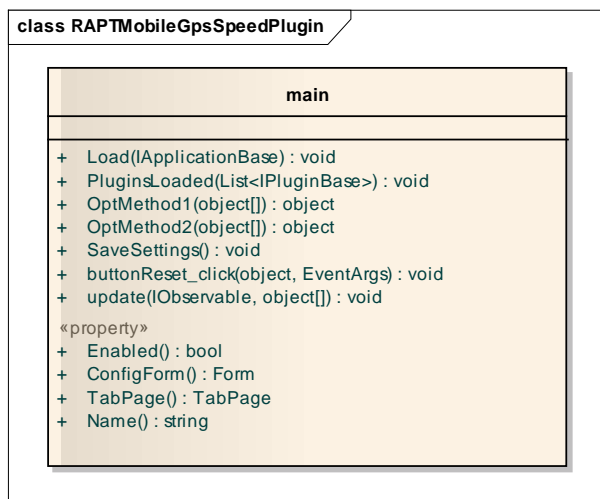 class RAPTMobileGpsSpeedPlugin
main
+ Load(IApplicationBase) : void
+ PluginsLoaded(List<IPluginBase>) : void
+ OptMethod1(object[]) : object
+ OptMethod2(object[]) : object
+ SaveSettings() : void
+ buttonReset_click(object, EventArgs) : void
+ update(IObservable, object[]) : void
«property»
+ Enabled() : bool
+ ConfigForm() : Form
+ TabPage() : TabPage
+ Name() : string